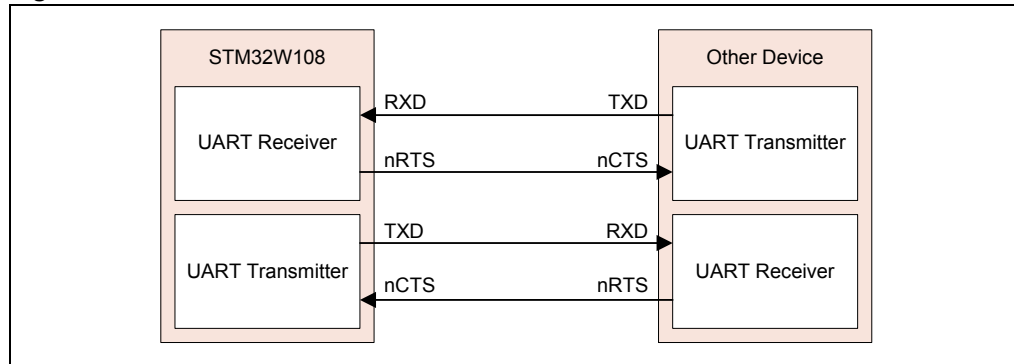 STM32W108
Other Device
RXD
TXD
UART Receiver
UART Transmitter
nRTS
nCTS
TXD
RXD
UART Transmitter
UART Receiver
nCTS
nRTS